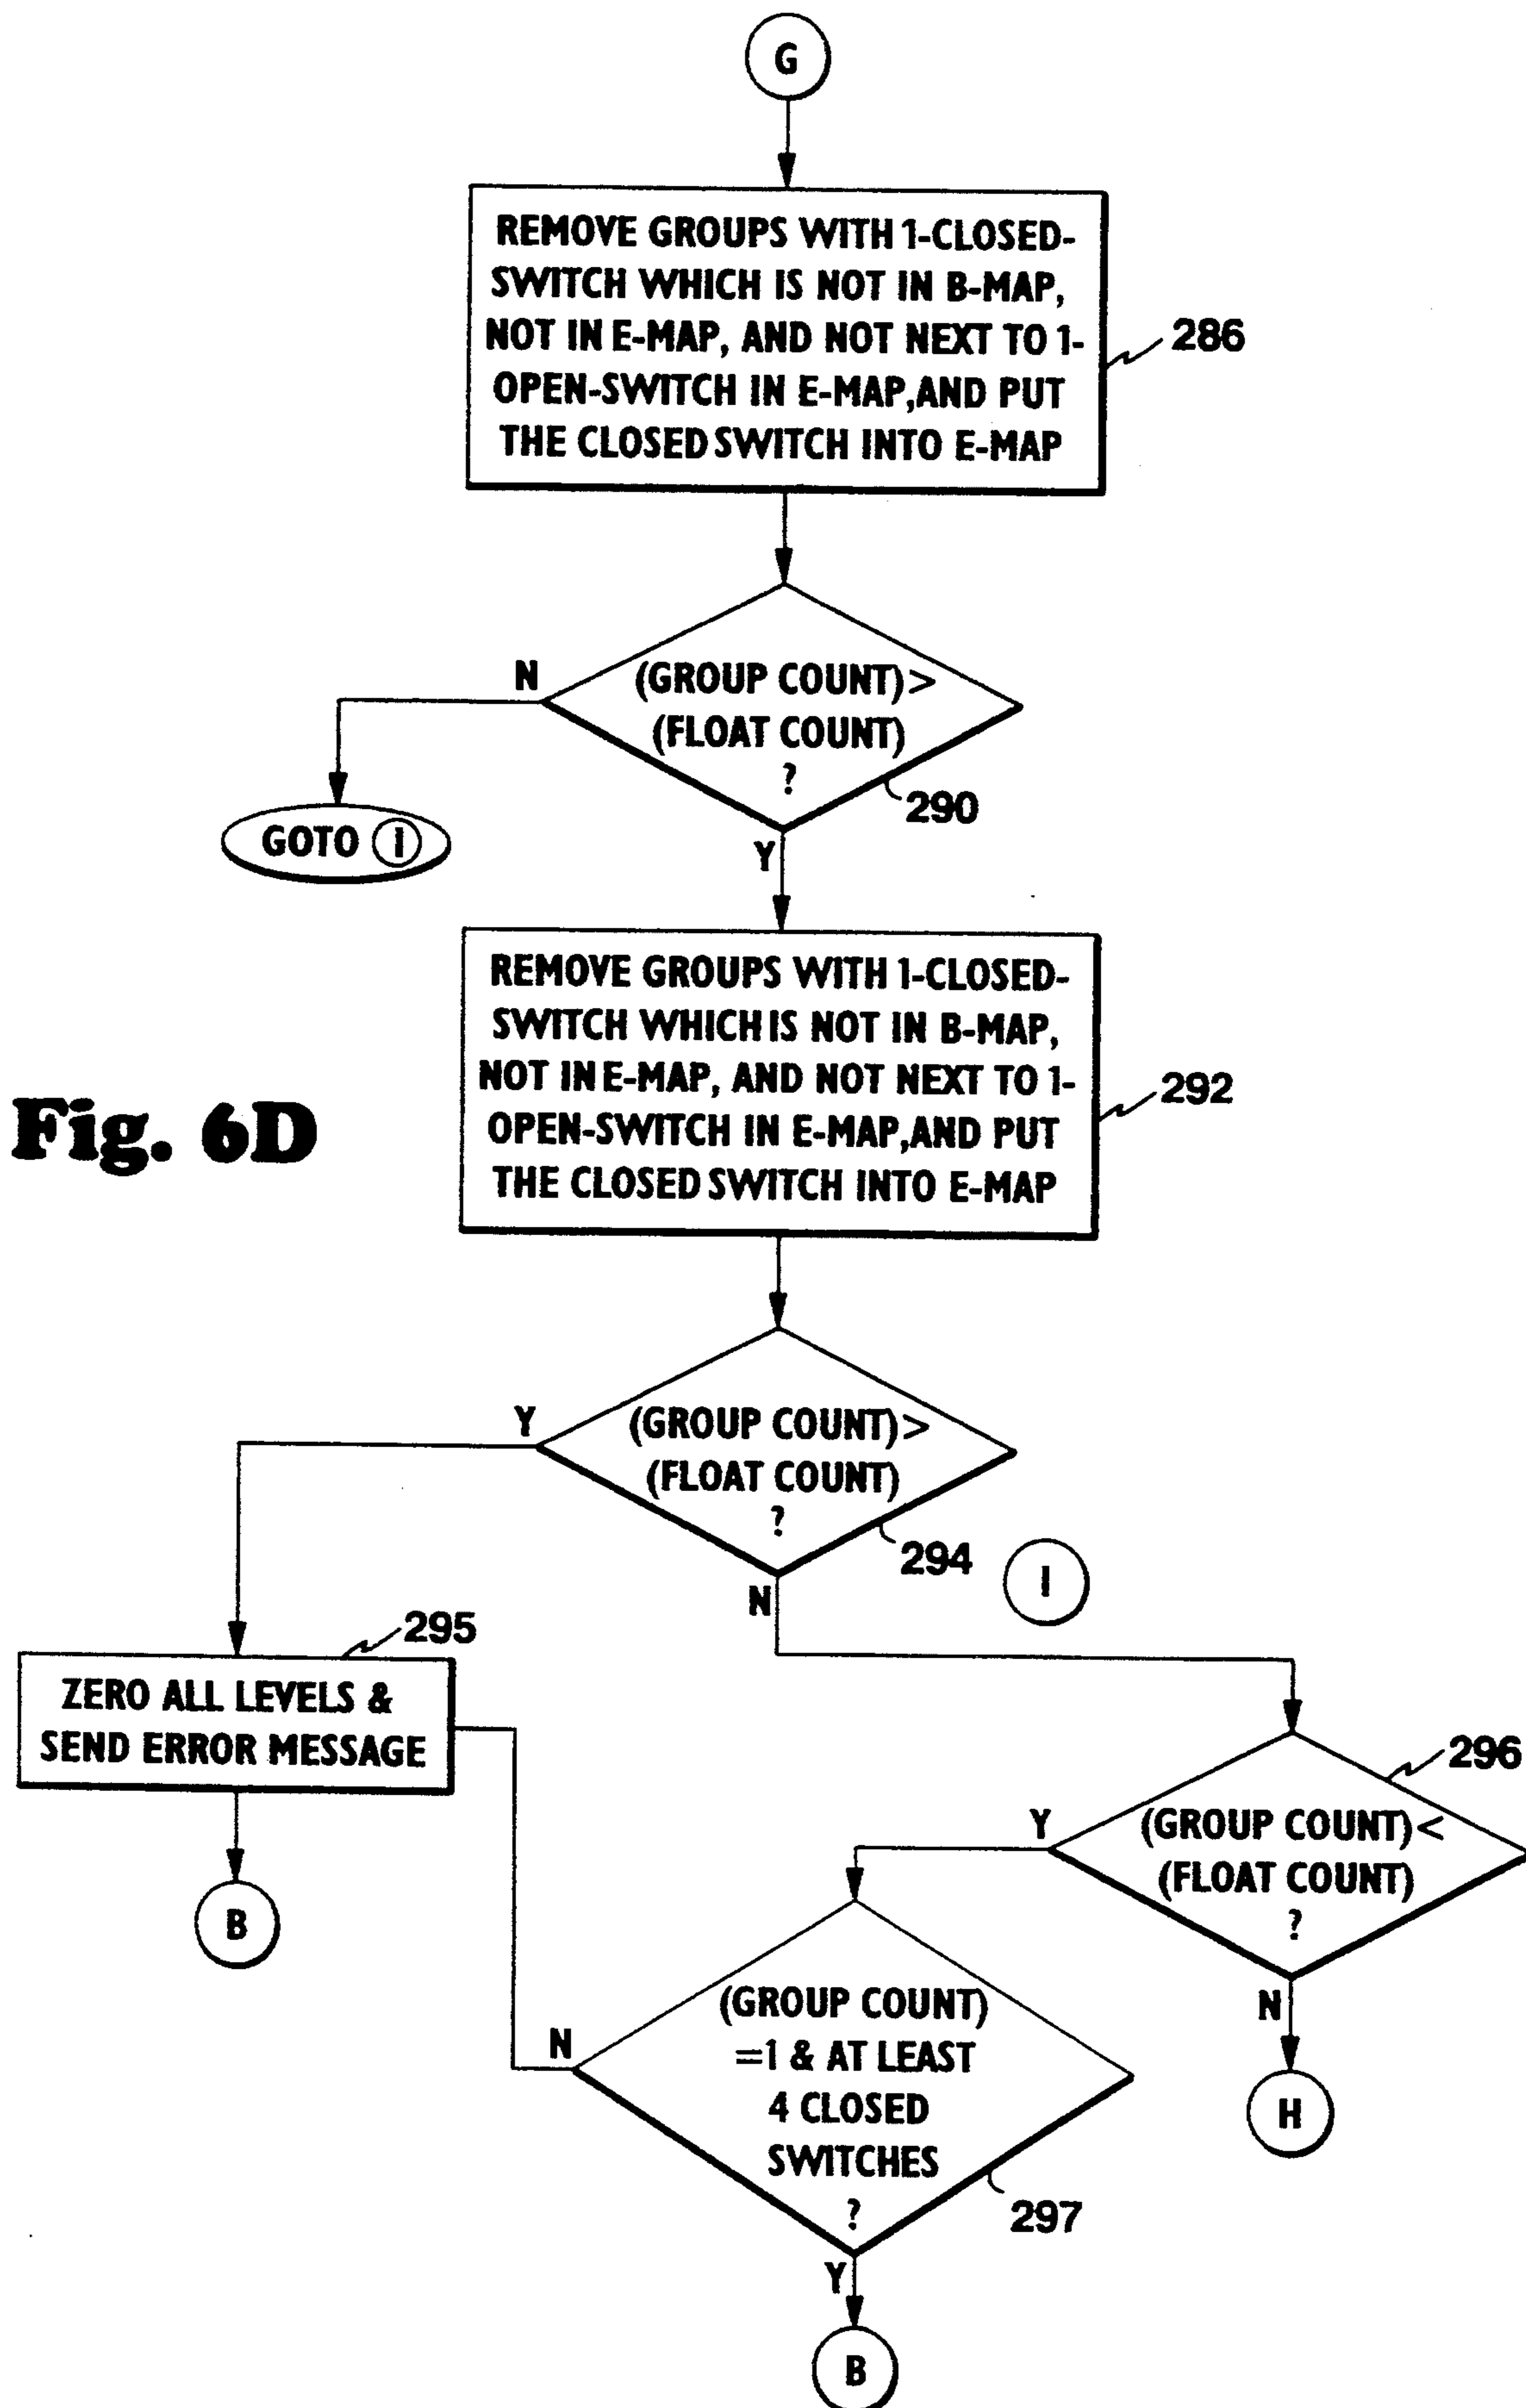 G
REMOVE GROUPS WITH 1-CLOSED-
SWITCH WHICH IS NOT IN B-MAP,
NOT IN E-MAP, AND NOT NEXT TO 1-
OPEN-SWITCH IN E-MAP,AND PUT
THE CLOSED SWITCH INTO E-MAP
286
N
(GROUP COUNT)>
(FLOAT COUNT)
?
290
GOTO I
Y
REMOVE GROUPS WITH 1-CLOSED-
SWITCH WHICH IS NOT IN B-MAP,
NOT IN E-MAP, AND NOT NEXT TO 1-
OPEN-SWITCH IN E-MAP,AND PUT
THE CLOSED SWITCH INTO E-MAP
292
Fig. 6D
Y
(GROUP COUNT)>
(FLOAT COUNT)
?
294
I
N
295
ZERO ALL LEVELS &
SEND ERROR MESSAGE
B
296
Y
(GROUP COUNT)<
(FLOAT COUNT)
?
N
H
N
(GROUP COUNT)
=1 & AT LEAST
4 CLOSED
SWITCHES
?
297
Y
B